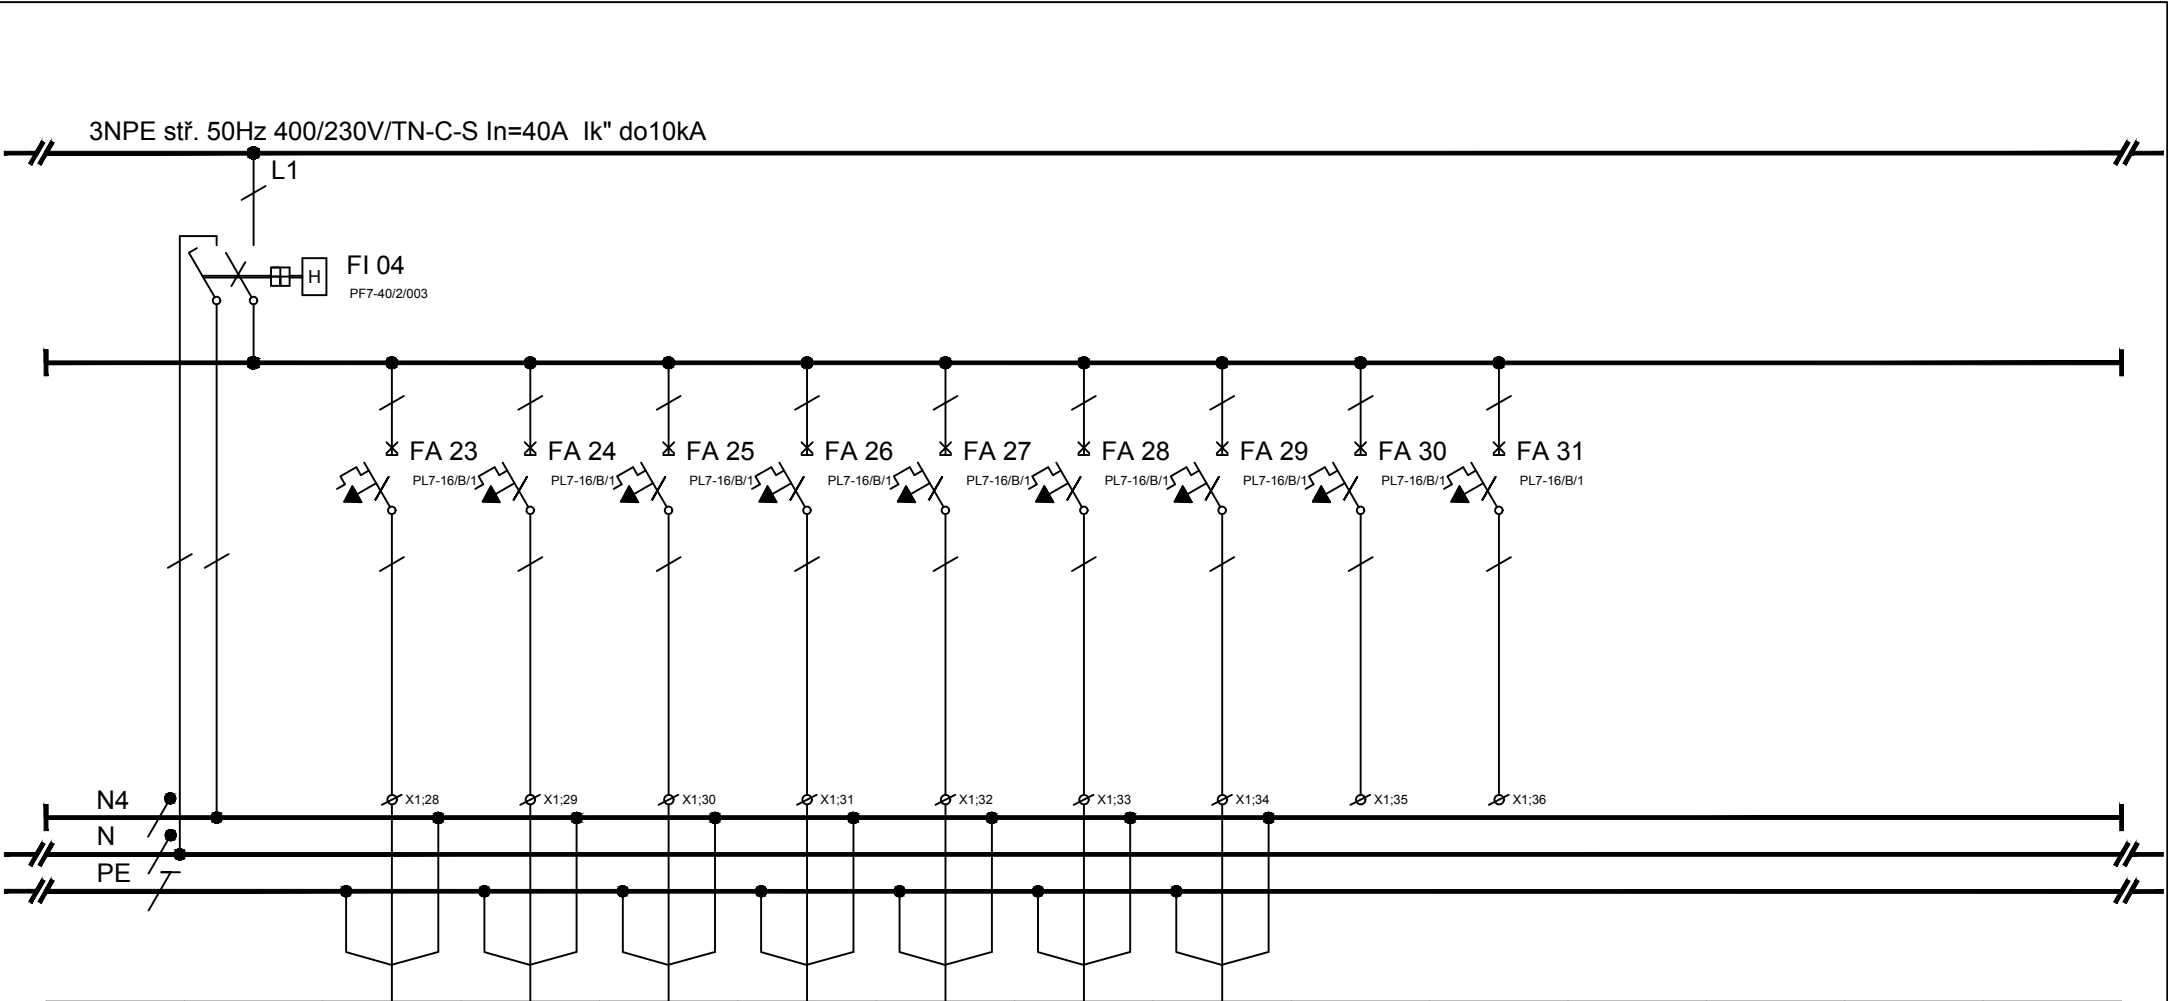 3NPE stř. 50Hz 400/230V/TN-C-S In=40A Ik" do10kA
L1
FI 04
H
PF7-40/2/003
FA 23 FA 24 FA 25 FA 26 FA 27 FA 28 FA 29 FA 30 FA 31
PL7-16/B/1 PL7-16/B/1 PL7-16/B/1 PL7-16/B/1 PL7-16/B/1 PL7-16/B/1 PL7-16/B/1 PL7-16/B/1 PL7-16/B/1
N4 X1;28 X1;29 X1;30 X1;31 X1;32 X1;33 X1;34 X1;35 X1;36
N
PE